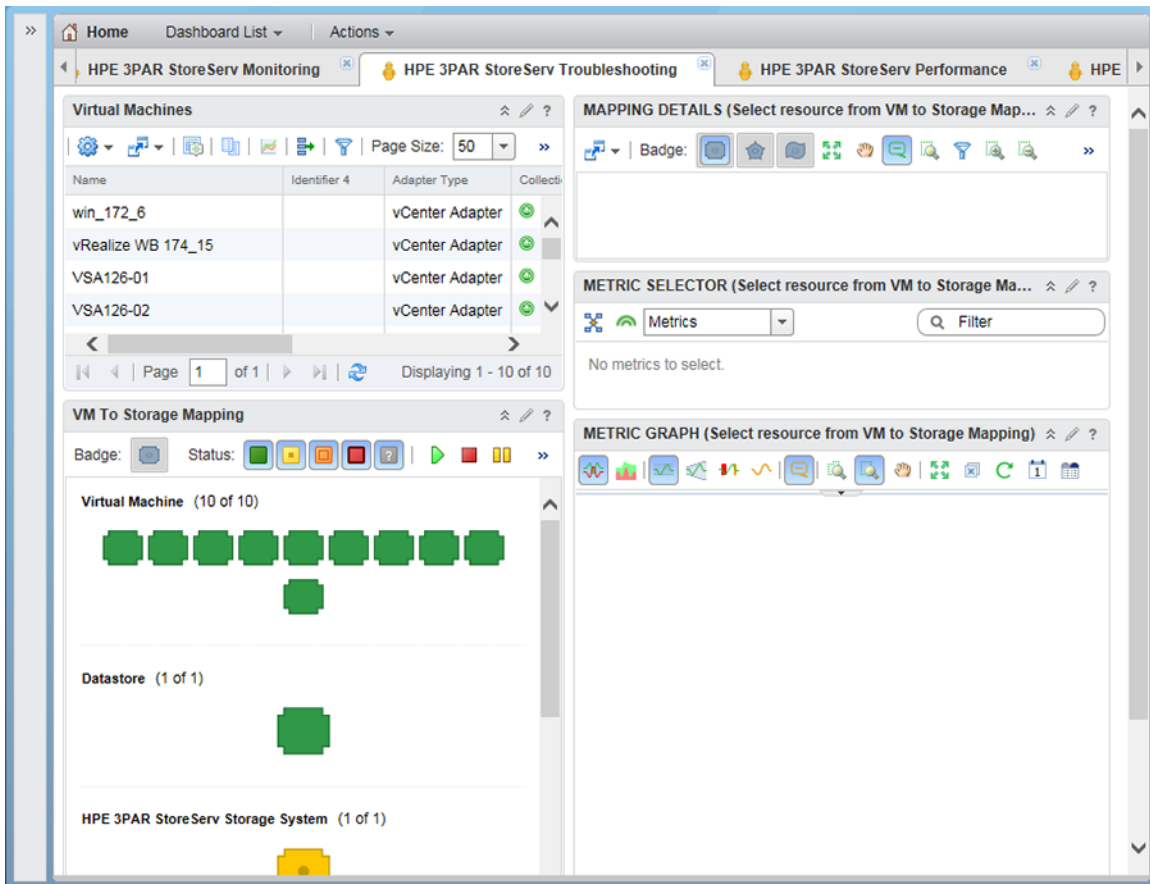 Home Dashboard List Actions
HPE 3PAR StoreServ Monitoring HPE 3PAR StoreServ Troubleshooting HPE 3PAR StoreServ Performance HPE
Virtual Machines ?
Page Size: 50 »
Name Identifier 4 Adapter Type Collecti
win_172_6 vCenter Adapter
vRealize WB 174_15 vCenter Adapter
VSA126-01 vCenter Adapter
VSA126-02 vCenter Adapter
Page 1 of 1 Displaying 1 - 10 of 10
VM To Storage Mapping ?
Badge: Status: ? »
Virtual Machine (10 of 10)
Datastore (1 of 1)
HPE 3PAR StoreServ Storage System (1 of 1)
MAPPING DETAILS (Select resource from VM to Storage Map... ?
Badge: »
METRIC SELECTOR (Select resource from VM to Storage Ma... ?
Metrics Filter
No metrics to select.
METRIC GRAPH (Select resource from VM to Storage Mapping) ?
1